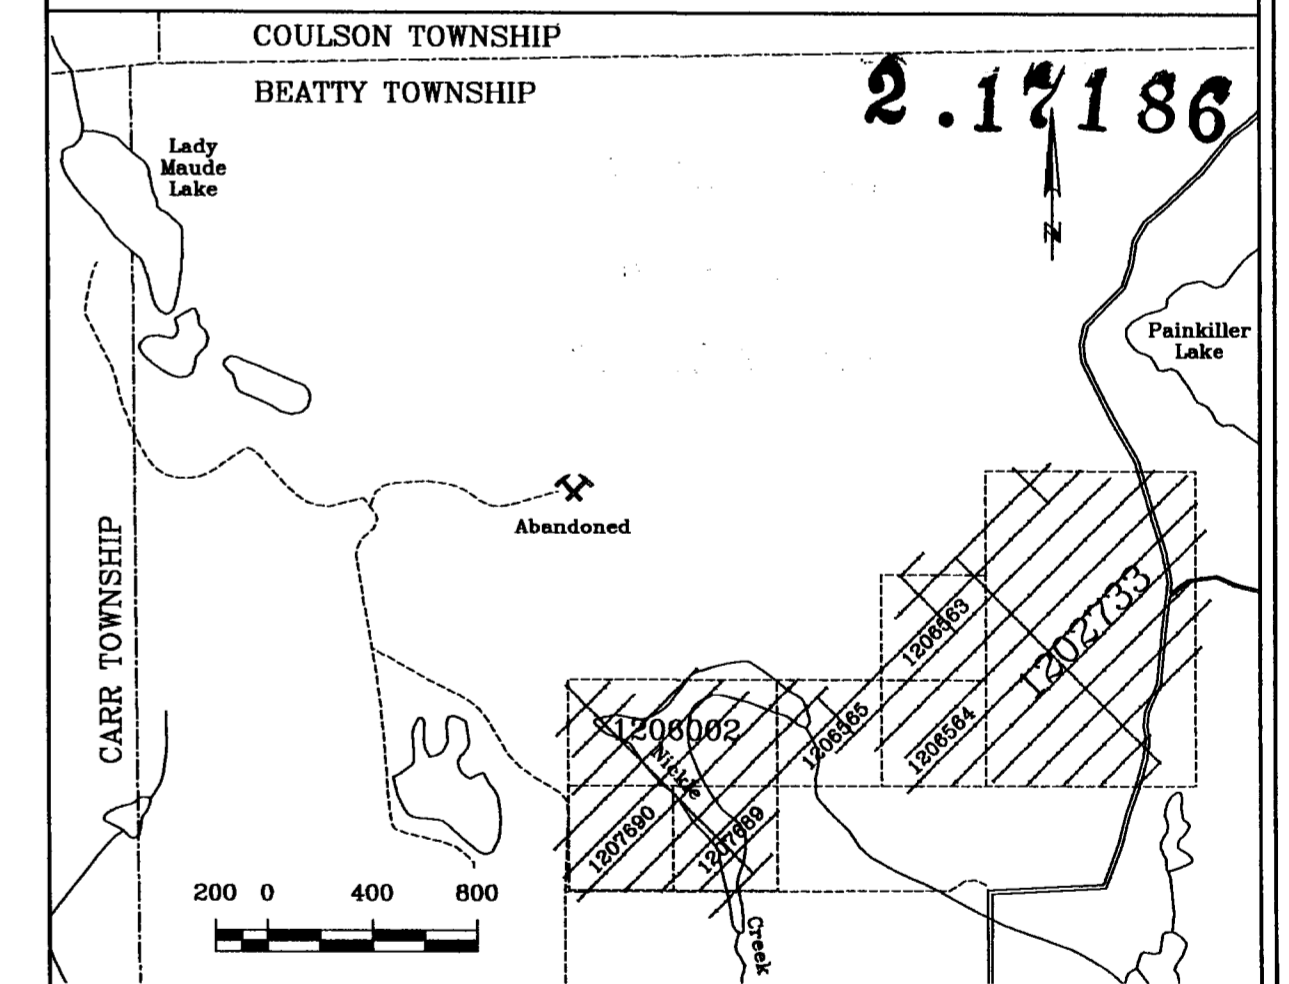 COULSON TOWNSHIP
BEATTY TOWNSHIP
2.17186
N
Lady
Maude
Lake
Painkiller
Lake
Abandoned
CARR TOWNSHIP
1202733
1206563
1206564
1206565
1206002
Nickle
1207690
1207689
Creek
200 0 400 800